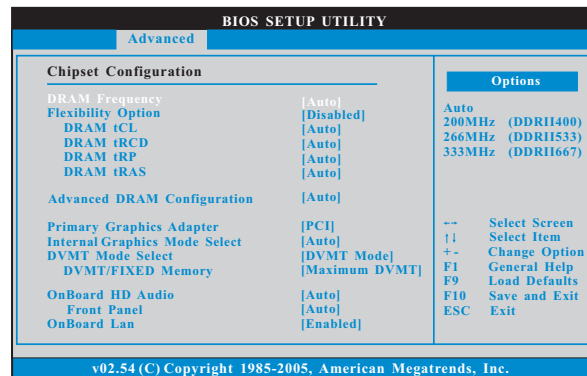 BIOS SETUP UTILITY
Advanced
Chipset Configuration
DRAM Frequency [Auto]
Flexibility Option [Disabled]
DRAM tCL [Auto]
DRAM tRCD [Auto]
DRAM tRP [Auto]
DRAM tRAS [Auto]
Advanced DRAM Configuration [Auto]
Primary Graphics Adapter [PCI]
Internal Graphics Mode Select [Auto]
DVMT Mode Select [DVMT Mode]
DVMT/FIXED Memory [Maximum DVMT]
OnBoard HD Audio [Auto]
Front Panel [Auto]
OnBoard Lan [Enabled]
Options
Auto
200MHz (DDRII400)
266MHz (DDRII533)
333MHz (DDRII667)
←→ Select Screen
↑↓ Select Item
+- Change Option
F1 General Help
F9 Load Defaults
F10 Save and Exit
ESC Exit
v02.54 (C) Copyright 1985-2005, American Megatrends, Inc.